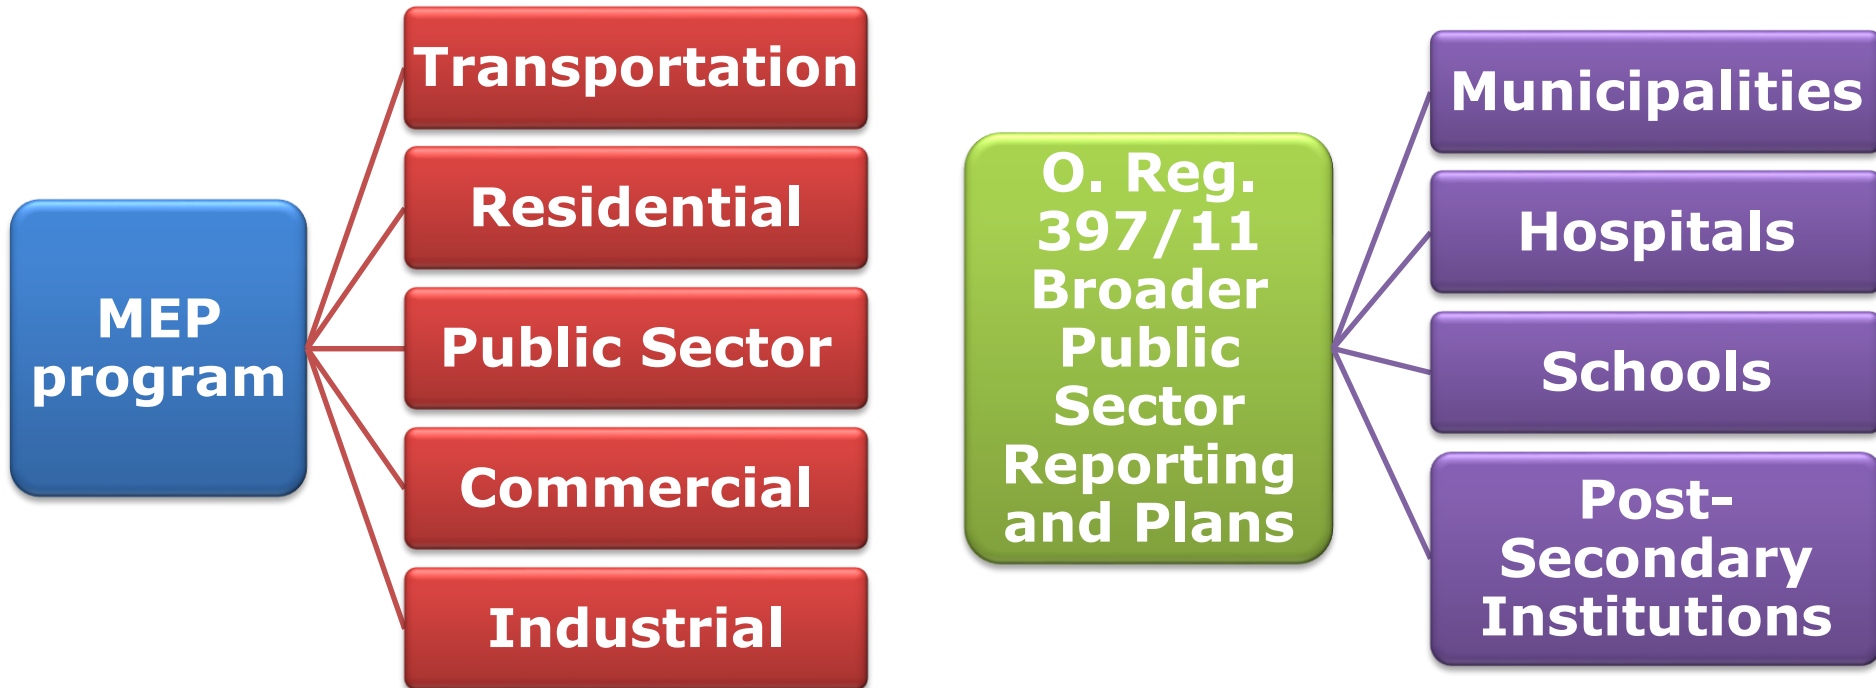 MEP
program
Transportation
Residential
Public Sector
Commercial
Industrial
O. Reg.
397/11
Broader
Public
Sector
Reporting
and Plans
Municipalities
Hospitals
Schools
Post-
Secondary
Institutions